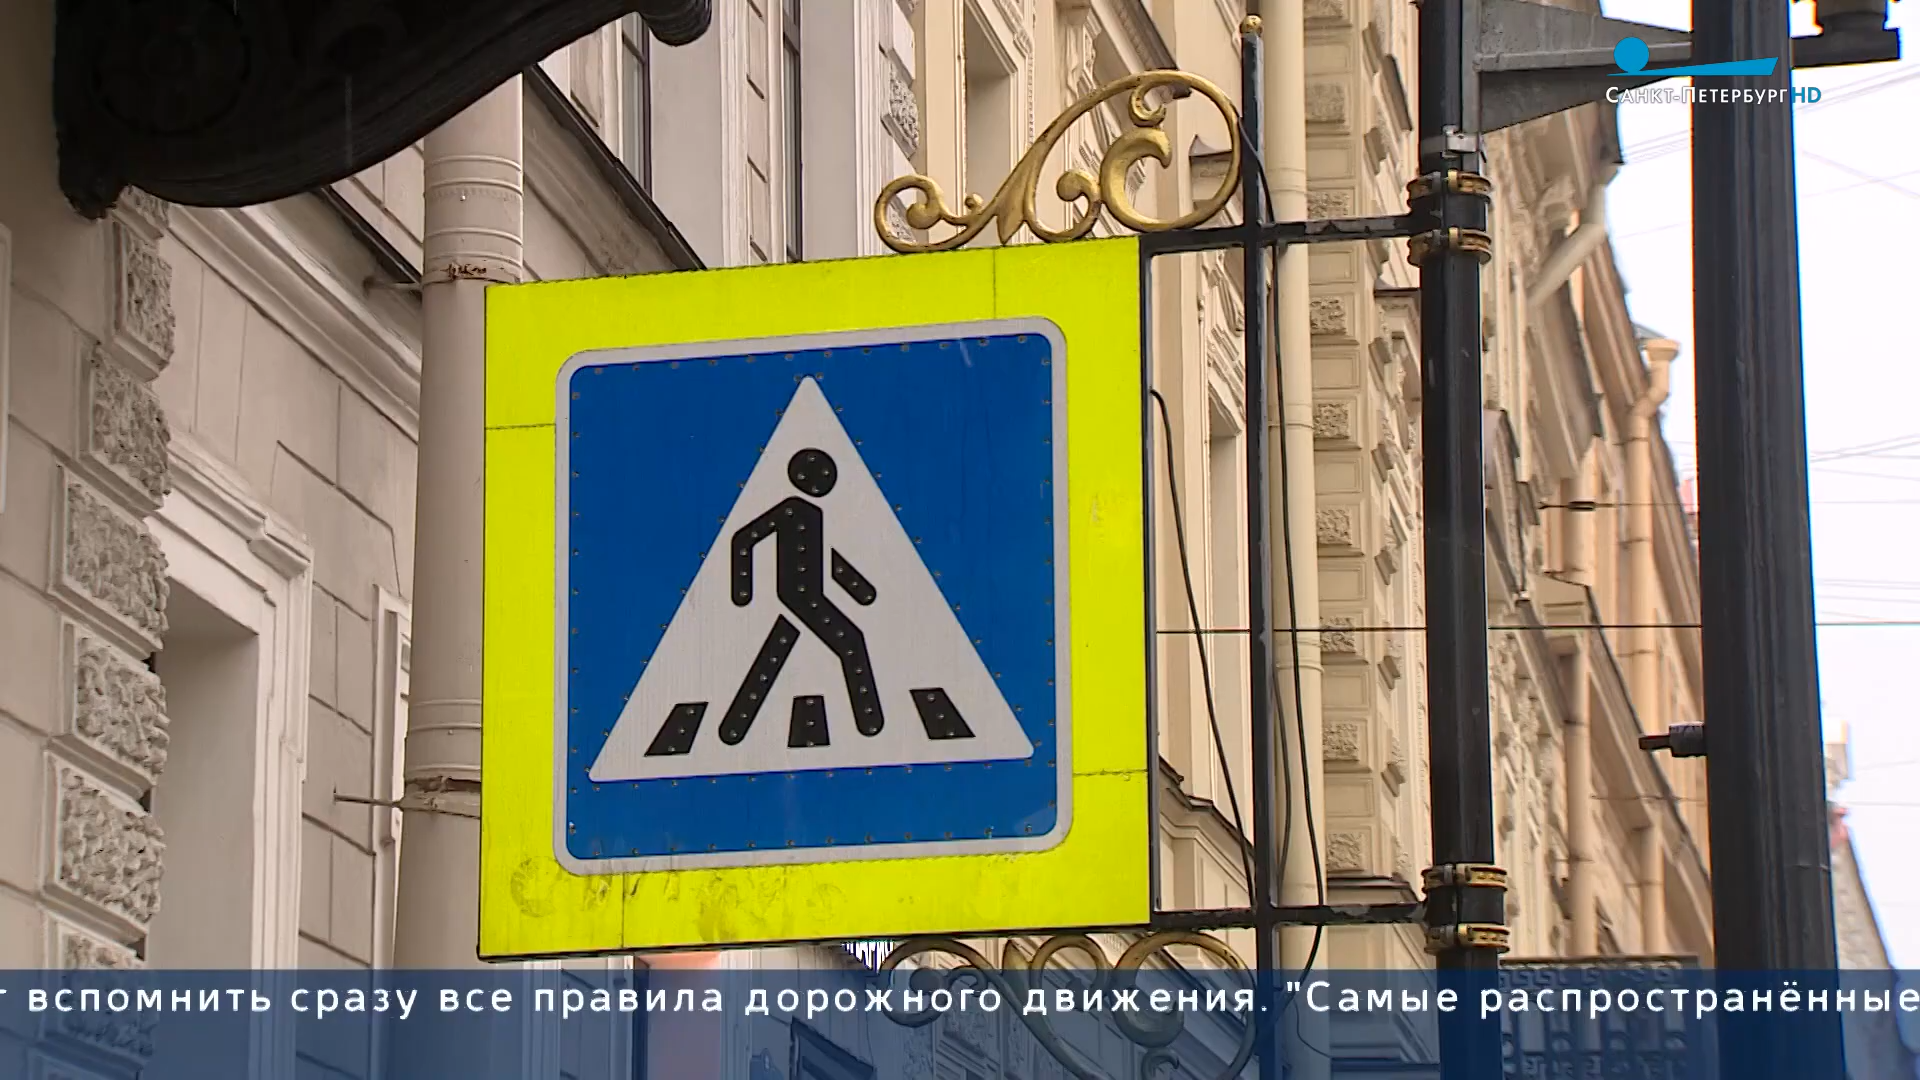 САНКТ-ПЕТЕРБУРГ HD
вспомнить сразу все правила дорожного движения. "Самые распространённые